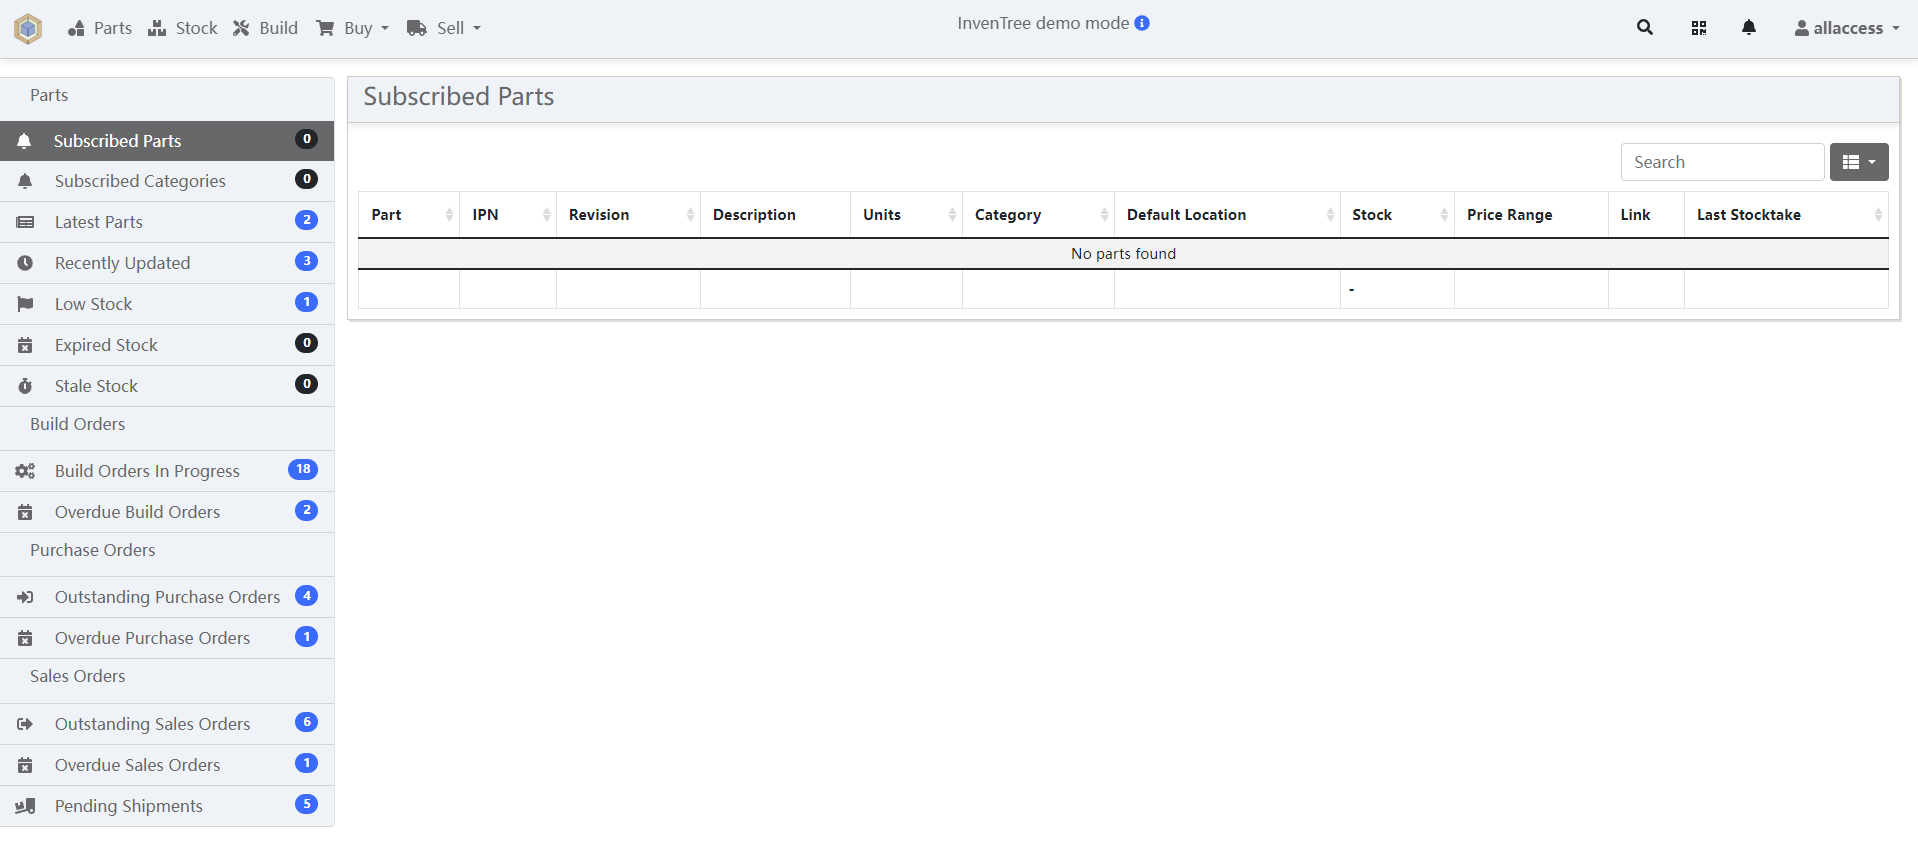 Parts Stock Build Buy Sell InvenTree demo mode allaccess
Parts
Subscribed Parts 0
Subscribed Categories 0
Latest Parts 2
Recently Updated 3
Low Stock 1
Expired Stock 0
Stale Stock 0
Build Orders
Build Orders In Progress 18
Overdue Build Orders 2
Purchase Orders
Outstanding Purchase Orders 4
Overdue Purchase Orders 1
Sales Orders
Outstanding Sales Orders 6
Overdue Sales Orders 1
Pending Shipments 5
Subscribed Parts
Search
Part IPN Revision Description Units Category Default Location Stock Price Range Link Last Stocktake
No parts found
-